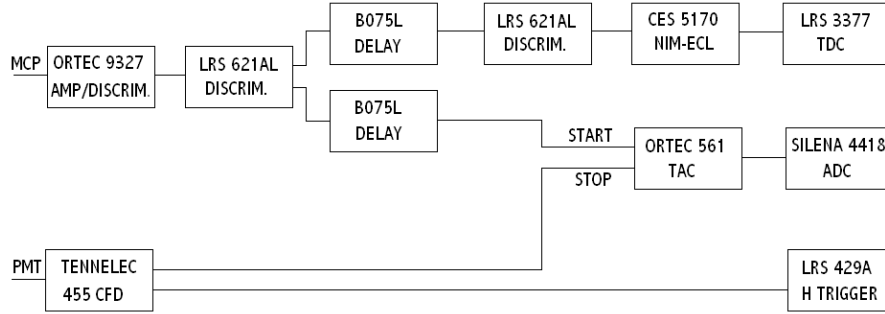 MCP
ORTEC 9327
AMP/DISCRIM.
LRS 621AL
DISCRIM.
B075L
DELAY
LRS 621AL
DISCRIM.
CES 5170
NIM-ECL
LRS 3377
TDC
B075L
DELAY
START
STOP
ORTEC 561
TAC
SILENA 4418
ADC
PMT
TENNELEC
455 CFD
LRS 429A
H TRIGGER